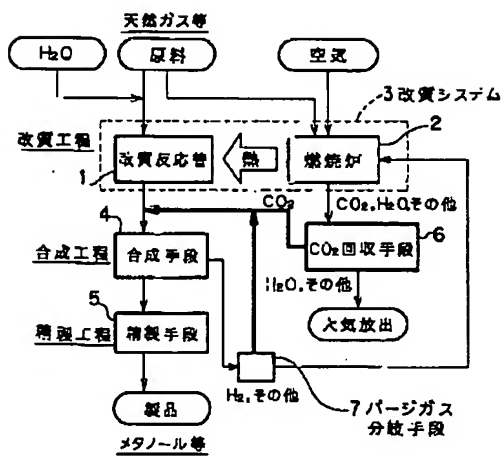 天然ガス等
H₂O
原料
空気
3 改質システム
改質工程
改質反応管
熱
燃焼炉
2
1
CO₂
CO₂,H₂O,その他
4
6
合成工程
合成手段
CO₂回収手段
H₂O,その他
5
精製工程
精製手段
大気放出
H₂,その他
7 パージガス
分岐手段
製品
メタノール等